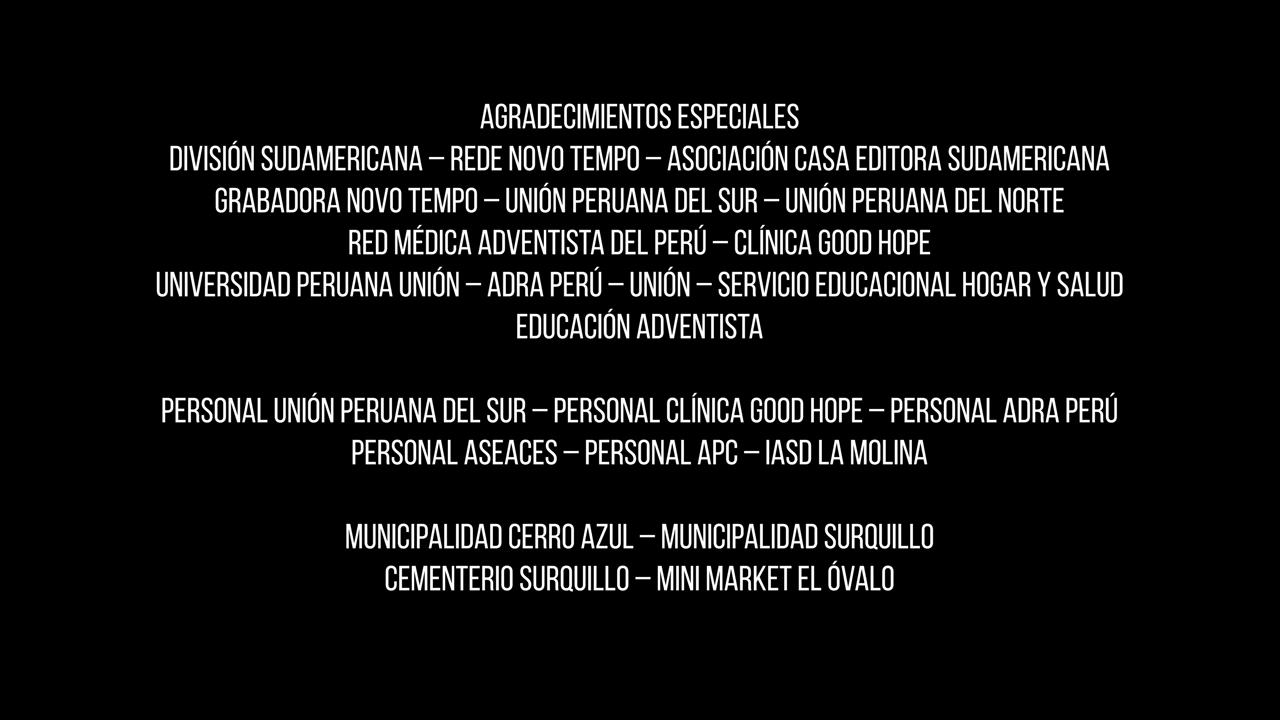 AGRADECIMIENTOS ESPECIALES
DIVISIÓN SUDAMERICANA – REDE NOVO TEMPO – ASOCIACIÓN CASA EDITORA SUDAMERICANA
GRABADORA NOVO TEMPO – UNIÓN PERUANA DEL SUR – UNIÓN PERUANA DEL NORTE
RED MÉDICA ADVENTISTA DEL PERÚ – CLÍNICA GOOD HOPE
UNIVERSIDAD PERUANA UNIÓN – ADRA PERÚ – UNIÓN – SERVICIO EDUCACIONAL HOGAR Y SALUD
EDUCACIÓN ADVENTISTA
PERSONAL UNIÓN PERUANA DEL SUR – PERSONAL CLÍNICA GOOD HOPE – PERSONAL ADRA PERÚ
PERSONAL ASEACES – PERSONAL APC – IASD LA MOLINA
MUNICIPALIDAD CERRO AZUL – MUNICIPALIDAD SURQUILLO
CEMENTERIO SURQUILLO – MINI MARKET EL ÓVALO